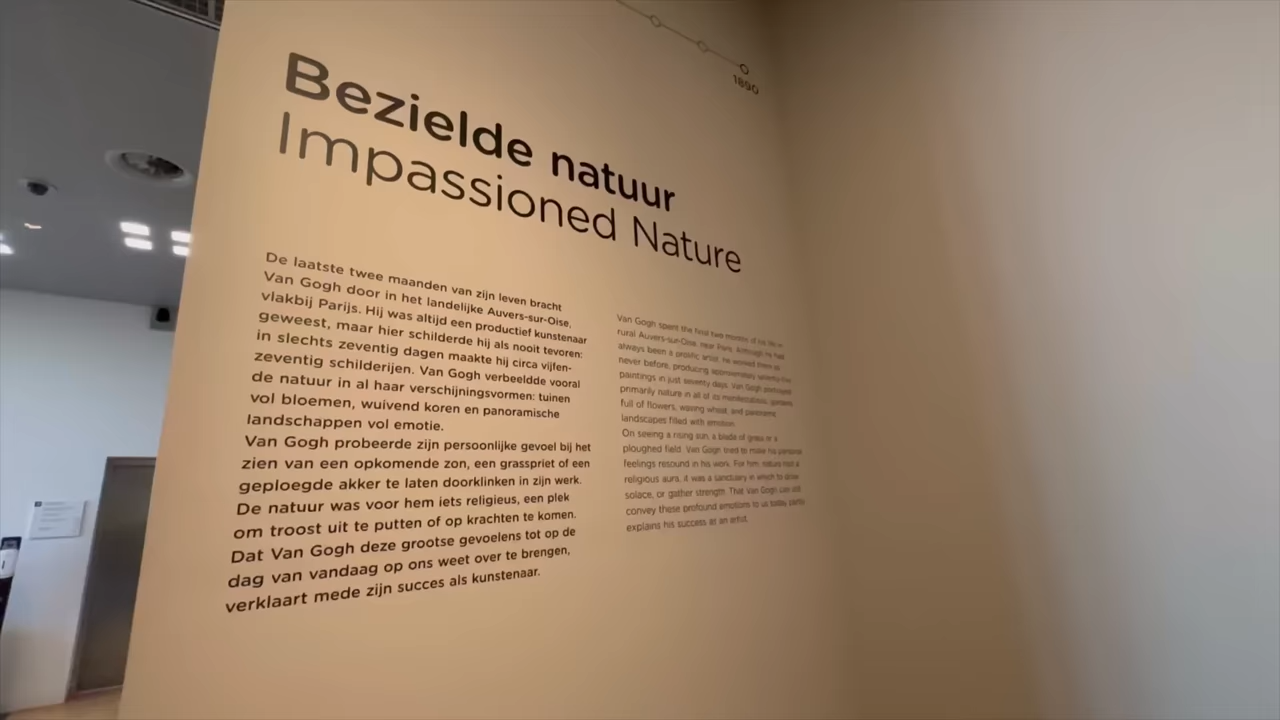 1890
Bezielde natuur
Impassioned Nature
De laatste twee maanden van zijn leven bracht
Van Gogh door in het landelijke Auvers-sur-Oise,
vlakbij Parijs. Hij was altijd een productief kunstenaar
geweest, maar hier schilderde hij als nooit tevoren:
in slechts zeventig dagen maakte hij circa vijfen-
zeventig schilderijen. Van Gogh verbeeldde vooral
de natuur in al haar verschijningsvormen: tuinen
vol bloemen, wuivend koren en panoramische
landschappen vol emotie.
Van Gogh probeerde zijn persoonlijke gevoel bij het
zien van een opkomende zon, een grasspriet of een
geploegde akker te laten doorklinken in zijn werk.
De natuur was voor hem iets religieus, een plek
om troost uit te putten of op krachten te komen.
Dat Van Gogh deze grootse gevoelens tot op de
dag van vandaag op ons weet over te brengen,
verklaart mede zijn succes als kunstenaar.
Van Gogh spent the final two months of his life in
rural Auvers-sur-Oise, near Paris. Although he had
always been a prolific artist, he worked there as
never before, producing approximately seventy-five
paintings in just seventy days. Van Gogh portrayed
primarily nature in all of its manifestations, gardens
full of flowers, waving wheat, and panoramic
landscapes filled with emotion.
On seeing a rising sun, a blade of grass or a
ploughed field, Van Gogh tried to make his personal
feelings resound in his work. For him, nature had a
religious aura, it was a sanctuary in which to draw
solace, or gather strength. That Van Gogh can still
convey these profound emotions to us today partly
explains his success as an artist.